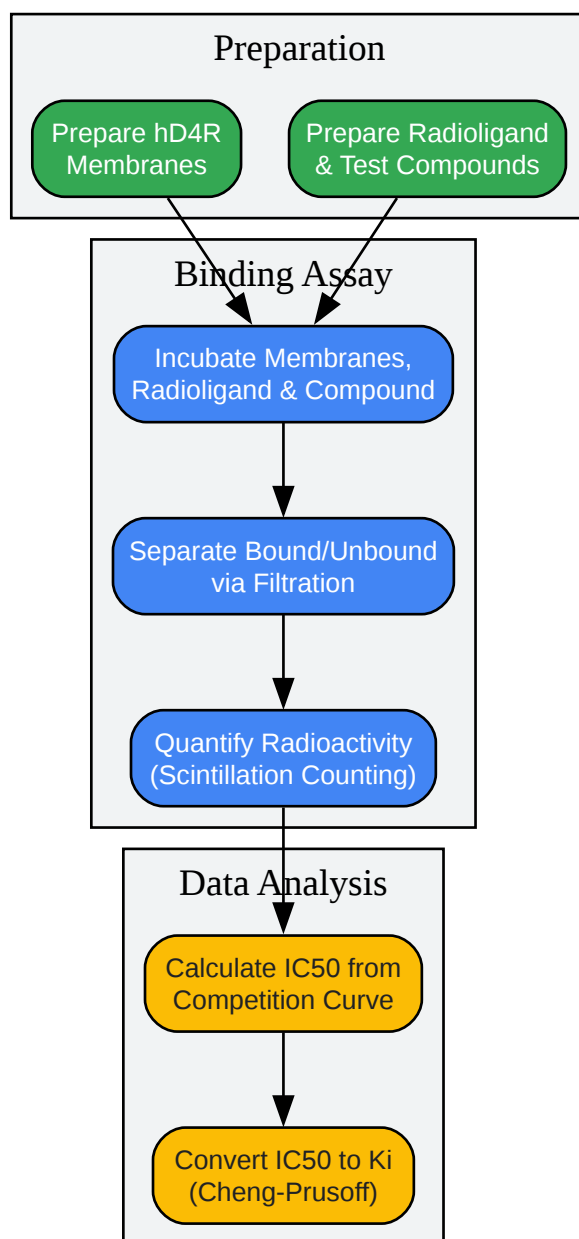 Preparation
Prepare hD4R
Membranes
Prepare Radioligand
& Test Compounds
Binding Assay
Incubate Membranes,
Radioligand & Compound
Separate Bound/Unbound
via Filtration
Quantify Radioactivity
(Scintillation Counting)
Data Analysis
Calculate IC50 from
Competition Curve
Convert IC50 to Ki
(Cheng-Prusoff)